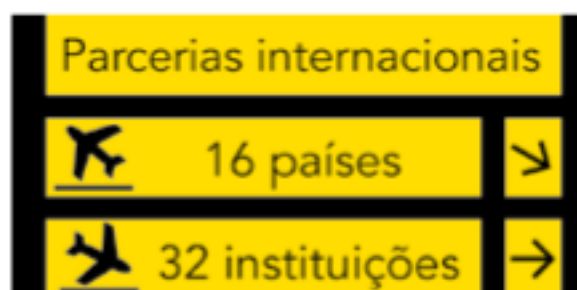 Parcerias internacionais
16 países
32 instituições